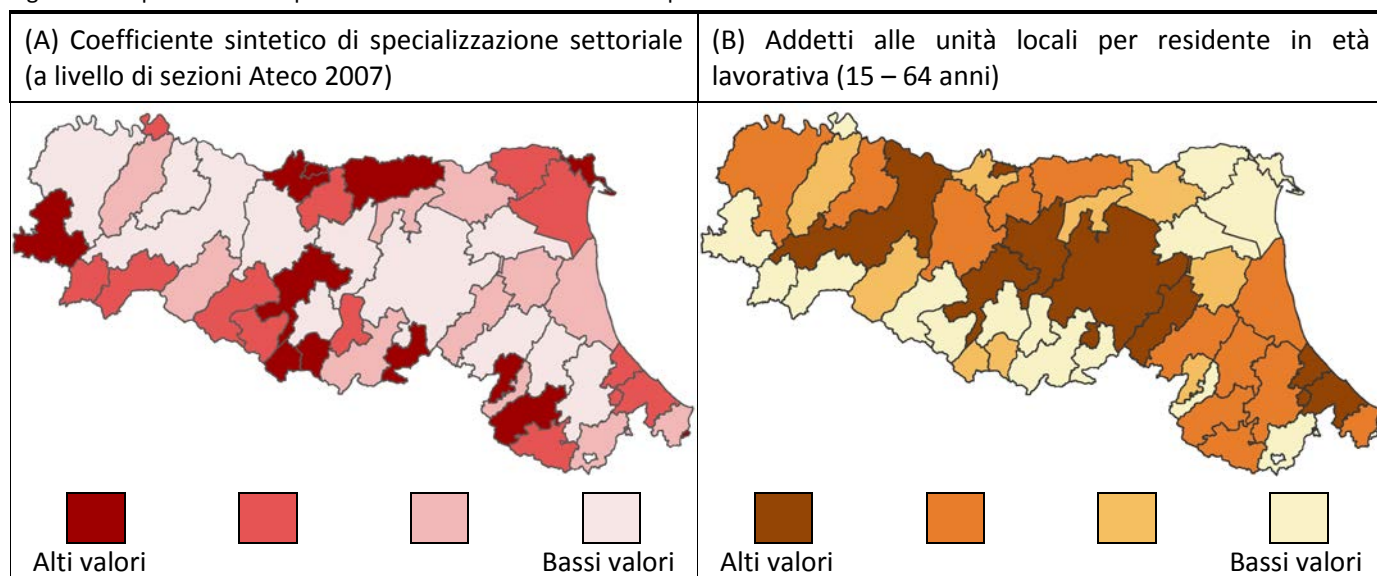 (A) Coefficiente sintetico di specializzazione settoriale
(a livello di sezioni Ateco 2007)
(B) Addetti alle unità locali per residente in età
lavorativa (15 – 64 anni)
Alti valori
Bassi valori
Alti valori
Bassi valori